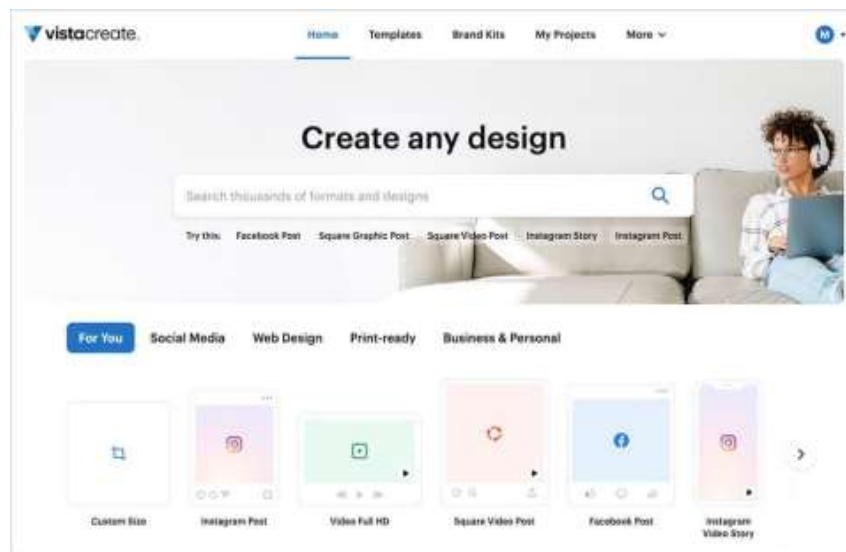 vistacreate.
Home Templates Brand Kits My Projects More
M
Create any design
Search thousands of formats and designs
Try this: Facebook Post Square Graphic Post Square Video Post Instagram Story Instagram Post
For You Social Media Web Design Print-ready Business & Personal
Custom Size Instagram Post Video Full HD Square Video Post Facebook Post Instagram
Video Story